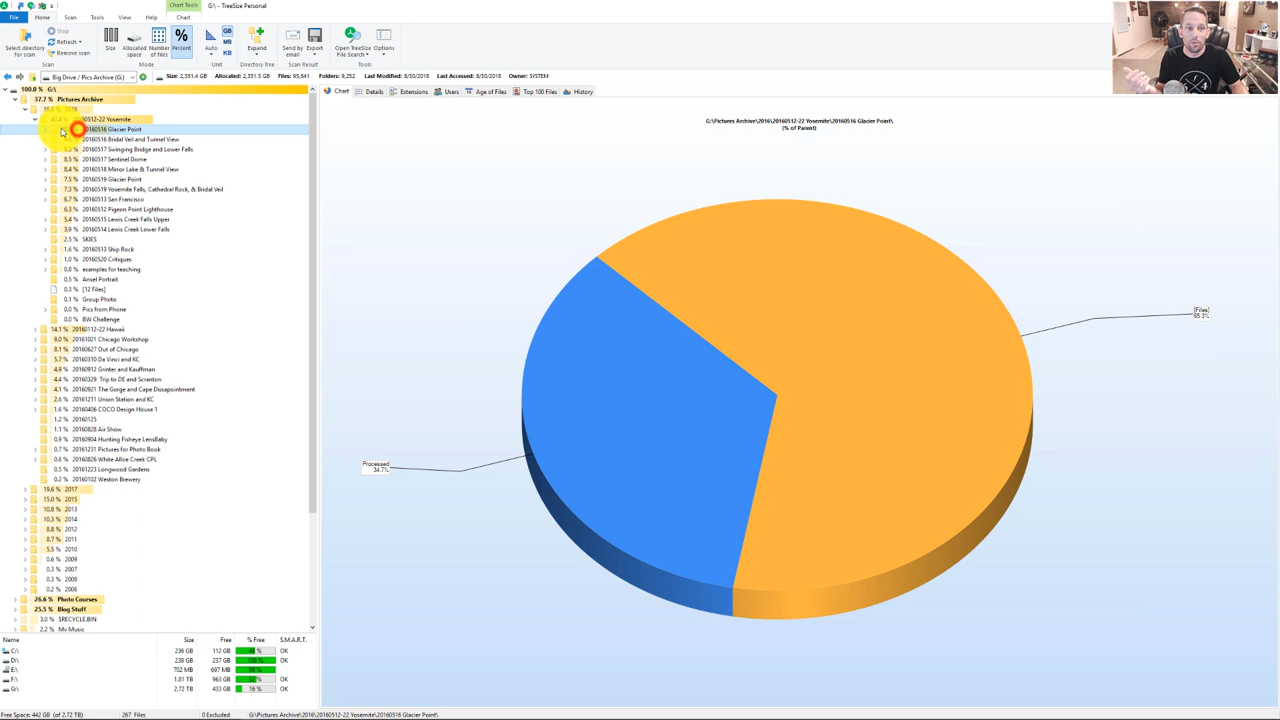 Chart Tools
G:\ - TreeSize Personal
File Home Scan Tools View Help Chart
Select directory for scan
Stop
Refresh
Remove scan
Size
Allocated space
Number of files
Percent
Auto
GB
MB
KB
Expand
Send by email
Export
Open TreeSize File Search
Options
Scan Mode Unit Directory Tree Scan Result Tools
Big Drive / Pics Archive (G:)
Size: 2,351.4 GB Allocated: 2,351.5 GB Files: 95,841 Folders: 9,252 Last Modified: 8/30/2018 Last Accessed: 8/30/2018 Owner: SYSTEM
Chart Details Extensions Users Age of Files Top 100 Files History
100.0 % G:\
37.7 % Pictures Archive
2016
20160512-22 Yosemite
20160516 Glacier Point
20160516 Bridal Veil and Tunnel View
20160517 Swinging Bridge and Lower Falls
8.5 % 20160517 Sentinel Dome
8.4 % 20160518 Mirror Lake & Tunnel View
7.5 % 20160519 Glacier Point
7.3 % 20160519 Yosemite Falls, Cathedral Rock, & Bridal Veil
6.7 % 20160513 San Francisco
6.3 % 20160512 Pigeon Point Lighthouse
5.4 % 20160515 Lewis Creek Falls Upper
3.9 % 20160514 Lewis Creek Lower Falls
2.5 % SKIES
1.6 % 20160513 Ship Rock
1.0 % 20160520 Critiques
0.8 % examples for teaching
0.5 % Ansel Portrait
0.3 % [12 Files]
0.1 % Group Photo
0.0 % Pics from Phone
0.0 % BW Challenge
14.1 % 20160112-22 Hawaii
9.0 % 20161021 Chicago Workshop
8.1 % 20160627 Out of Chicago
5.7 % 20160310 Da Vinci and KC
4.9 % 20160912 Grinter and Kauffman
4.4 % 20160329 Trip to DE and Scranton
4.1 % 20160921 The Gorge and Cape Dissapointment
2.6 % 20161211 Union Station and KC
1.6 % 20160406 COCO Design House 1
1.2 % 20160125
1.1 % 20160828 Air Show
0.9 % 20160904 Hunting Fisheye LensBaby
0.7 % 20161231 Pictures for Photo Book
0.6 % 20160826 White Alloe Creek CPL
0.5 % 20161223 Longwood Gardens
0.2 % 20160102 Weston Brewery
19.6 % 2017
15.0 % 2015
10.8 % 2013
10.3 % 2014
8.8 % 2012
8.7 % 2011
5.5 % 2010
0.6 % 2009
0.3 % 2007
0.3 % 2008
0.2 % 2006
26.6 % Photo Courses
25.5 % Blog Stuff
3.0 % $RECYCLE.BIN
2.2 % My Music
G:\Pictures Archive\2016\20160512-22 Yosemite\20160516 Glacier Point\
(% of Parent)
[Files]
65.3%
Processed
34.7%
Name Size Free % Free S.M.A.R.T.
C:\ 236 GB 112 GB OK
D:\ 238 GB 237 GB 100 % OK
E:\ 702 MB 697 MB
F:\ 1.81 TB 963 GB OK
G:\ 2.72 TB 433 GB 16 % OK
Free Space: 442 GB (of 2.72 TB) 267 Files 0 Excluded G:\Pictures Archive\2016\20160512-22 Yosemite\20160516 Glacier Point\